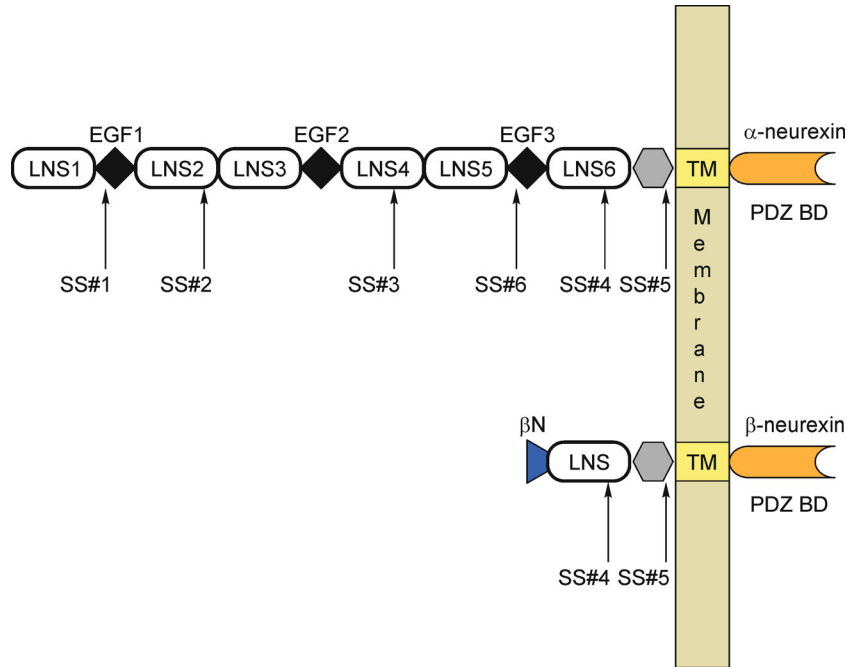 EGF1 EGF2 EGF3 α-neurexin
LNS1 LNS2 LNS3 LNS4 LNS5 LNS6 TM
PDZ BD
SS#1 SS#2 SS#3 SS#6 SS#4 SS#5
Membrane
βN β-neurexin
LNS TM
PDZ BD
SS#4 SS#5